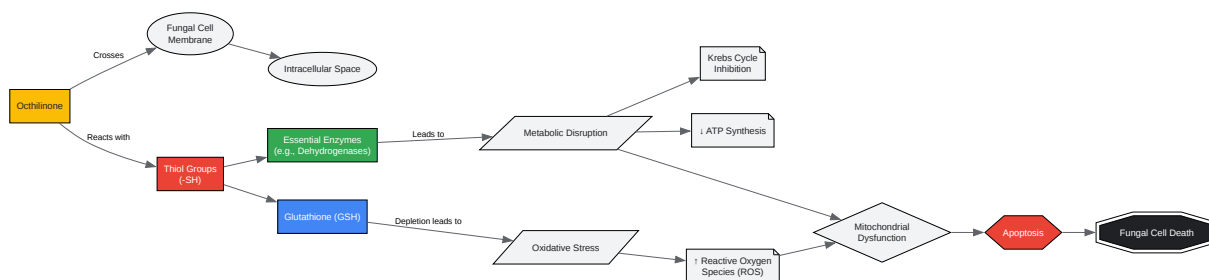 Fungal Cell
Membrane
Crosses
Intracellular Space
Krebs Cycle
Inhibition
Octhilinone
Reacts with
Essential Enzymes
(e.g., Dehydrogenases)
Leads to
Metabolic Disruption
↓ ATP Synthesis
Thiol Groups
(-SH)
Glutathione (GSH)
Depletion leads to
Oxidative Stress
↑ Reactive Oxygen
Species (ROS)
Mitochondrial
Dysfunction
Apoptosis
Fungal Cell Death